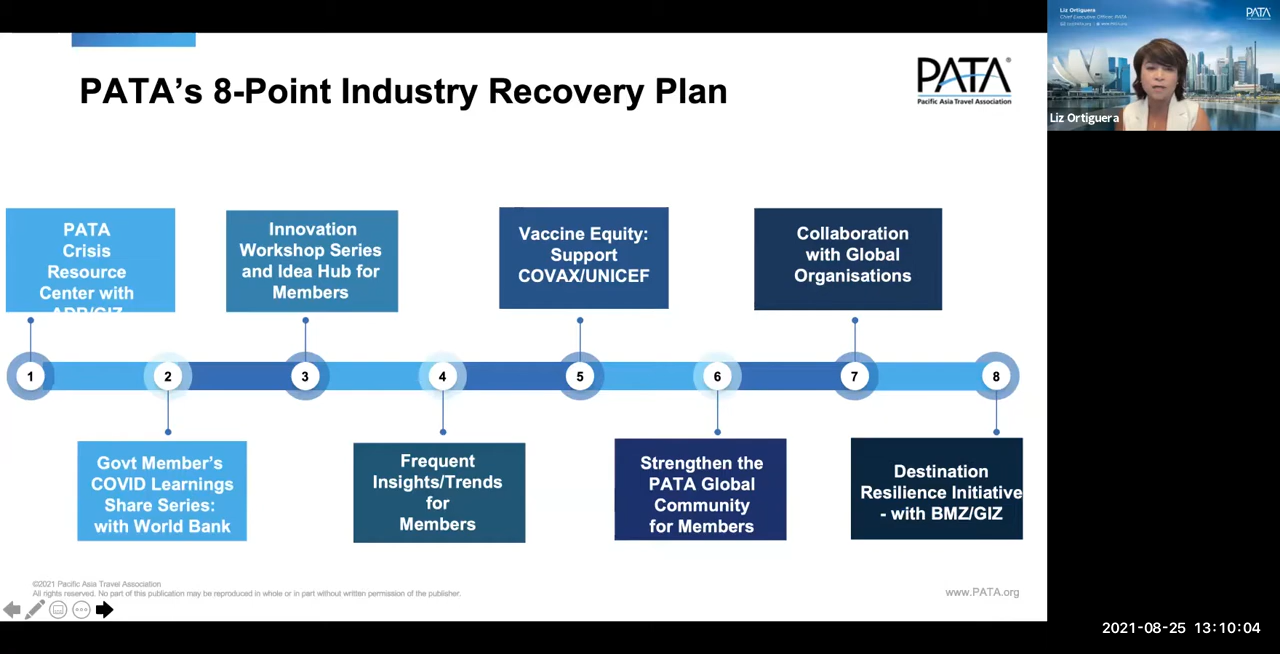 PATA's 8-Point Industry Recovery Plan
PATA®
Pacific Asia Travel Association
Liz Ortiguera
Chief Executive Officer, PATA
PATA
Liz Ortiguera
PATA
Crisis
Resource
Center with
ADB/GIZ
Innovation
Workshop Series
and Idea Hub for
Members
Vaccine Equity:
Support
COVAX/UNICEF
Collaboration
with Global
Organisations
1
2
3
4
5
6
7
8
Govt Member's
COVID Learnings
Share Series:
with World Bank
Frequent
Insights/Trends
for
Members
Strengthen the
PATA Global
Community
for Members
Destination
Resilience Initiative
- with BMZ/GIZ
©2021 Pacific Asia Travel Association
All rights reserved. No part of this publication may be reproduced in whole or in part without written permission of the publisher.
www.PATA.org
2021-08-25 13:10:04